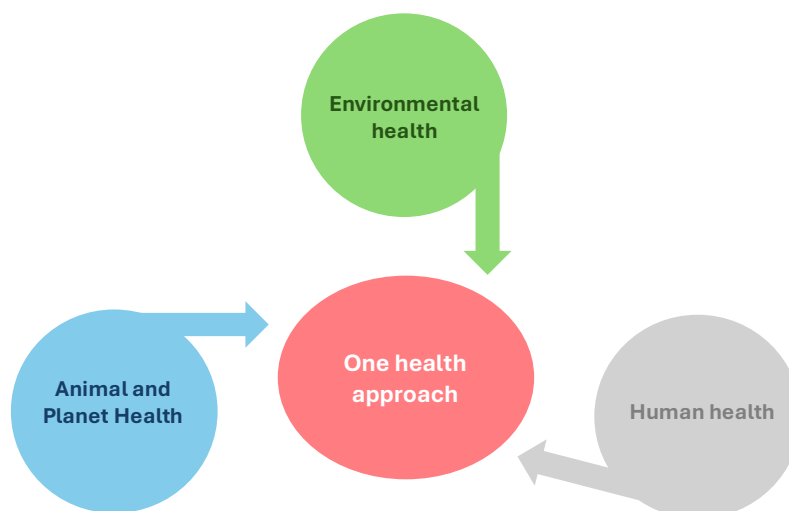 Environmental
health
One health
approach
Animal and
Planet Health
Human health